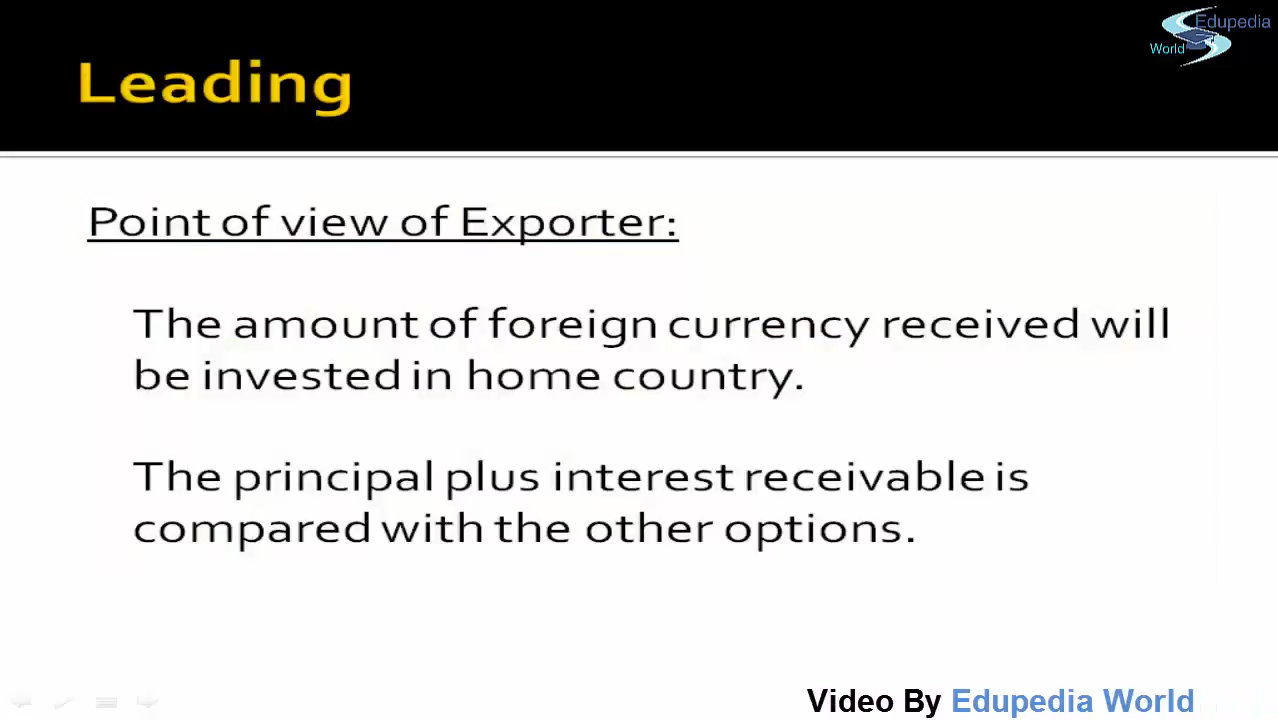 Edupedia
World
Leading
Point of view of Exporter:
The amount of foreign currency received will
be invested in home country.
The principal plus interest receivable is
compared with the other options.
Video By Edupedia World